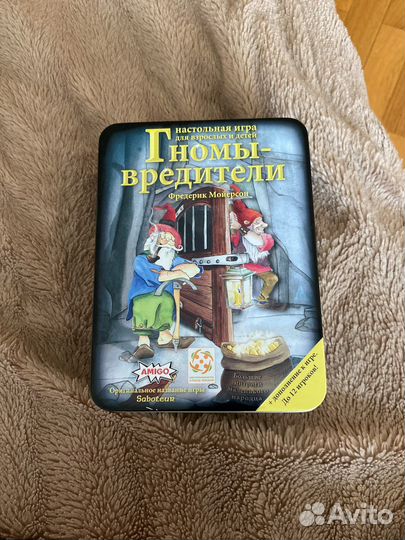 настольная игра
для взрослых и детей
Гномы-
вредители
Фредерик Мойерсон
AMIGO
Оригинальное название игры
Saboteur
народца
+ дополнение к игре.
До 12 игроков!
Avito